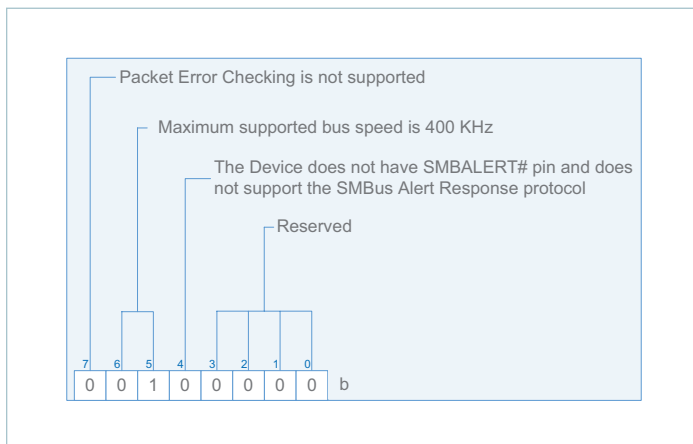 Packet Error Checking is not supported
Maximum supported bus speed is 400 KHz
The Device does not have SMBALERT# pin and does
not support the SMBus Alert Response protocol
Reserved
7 6 5 4 3 2 1 0
0 0 1 0 0 0 0 0 b